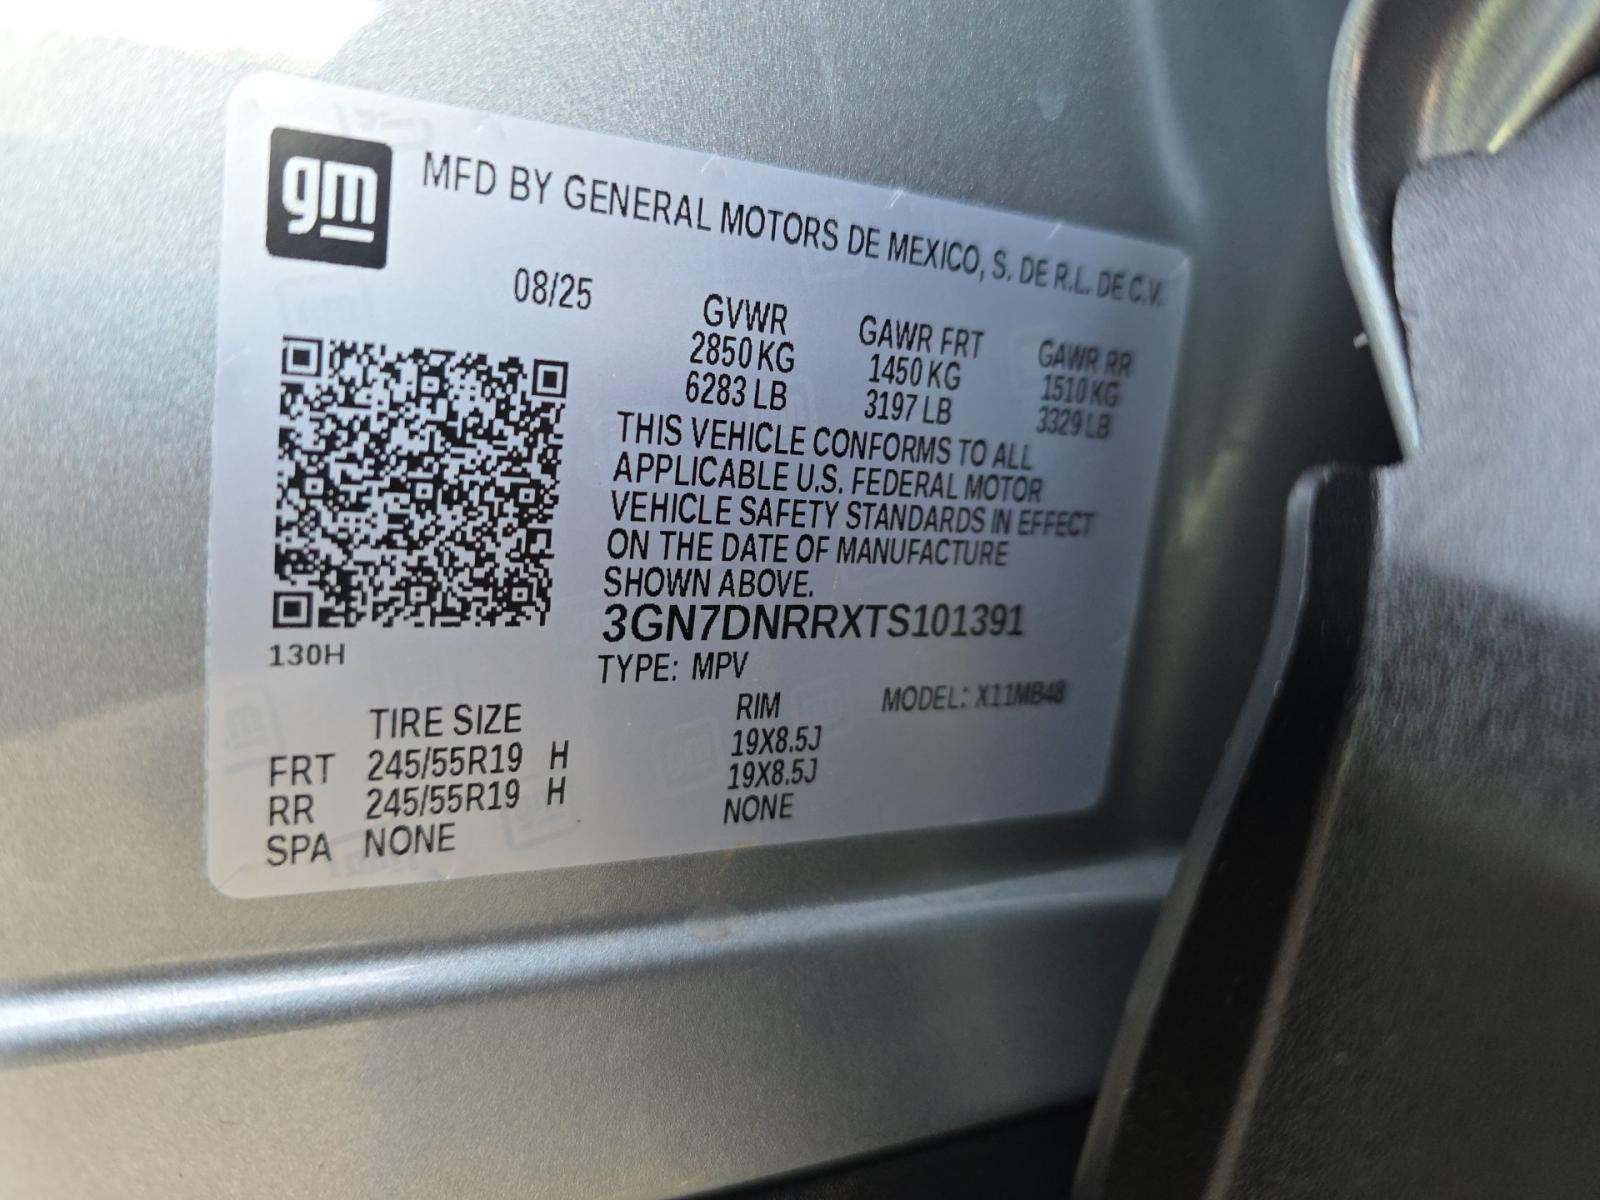 gm
MFD BY GENERAL MOTORS DE MEXICO, S. DE R.L. DE C.V.
08/25
GVWR GAWR FRT GAWR RR
2850 KG 1450 KG 1510 KG
6283 LB 3197 LB 3329 LB
THIS VEHICLE CONFORMS TO ALL
APPLICABLE U.S. FEDERAL MOTOR
VEHICLE SAFETY STANDARDS IN EFFECT
ON THE DATE OF MANUFACTURE
SHOWN ABOVE.
3GN7DNRRXTS101391
130H
TYPE: MPV
MODEL: X11MB48
TIRE SIZE RIM
FRT 245/55R19 H 19X8.5J
RR 245/55R19 H 19X8.5J
SPA NONE NONE